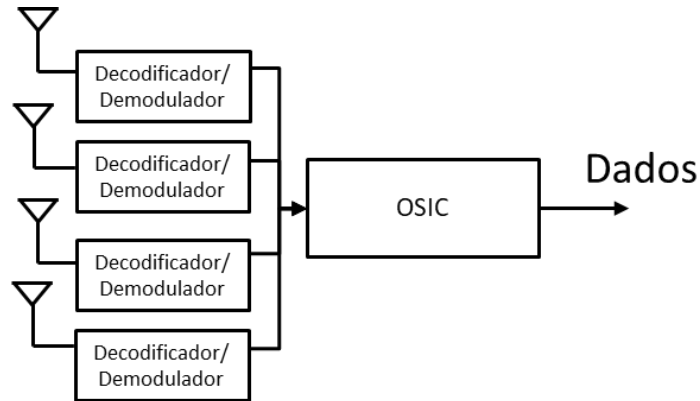 Decodificador/
Demodulador
Decodificador/
Demodulador
Decodificador/
Demodulador
Decodificador/
Demodulador
OSIC
Dados